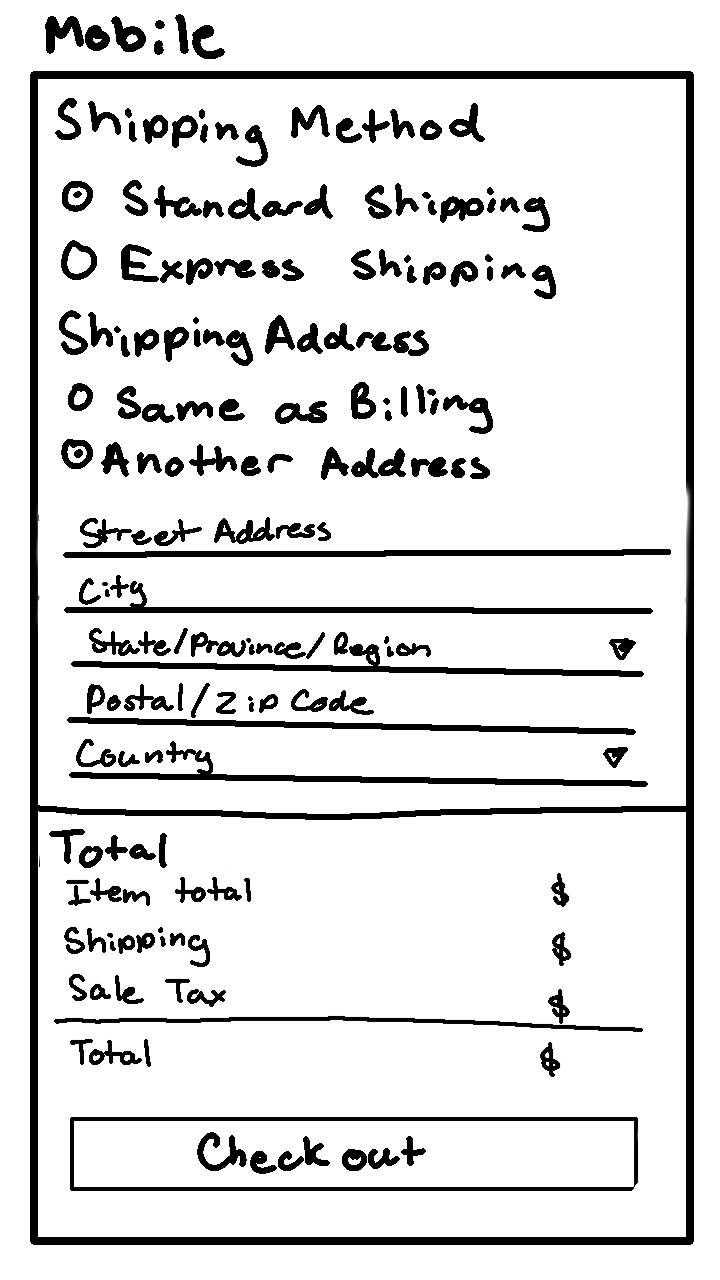 Mobile
Shipping Method
Standard Shipping
Express Shipping
Shipping Address
Same as Billing
Another Address
Street Address
City
State/Province/Region
Postal/Zip Code
Country
Total
Item total $
Shipping $
Sale Tax $
Total $
Check out